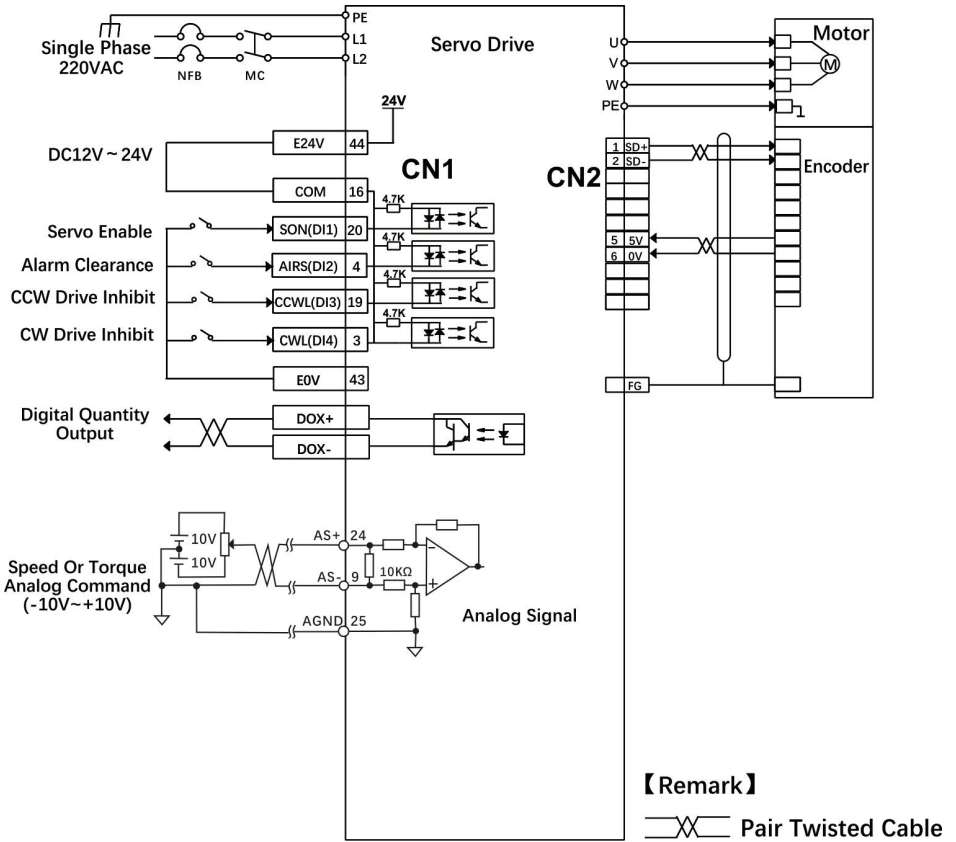 Single Phase
220VAC
NFB
MC
PE
L1
L2
Servo Drive
U
V
W
PE
Motor
M
24V
DC12V~24V
E24V 44
COM 16
CN1
4.7K
Servo Enable
SON(DI1) 20
4.7K
Alarm Clearance
AIRS(DI2) 4
4.7K
CCW Drive Inhibit
CCWL(DI3) 19
4.7K
CW Drive Inhibit
CWL(DI4) 3
E0V 43
CN2
1 SD+
2 SD-
5 5V
6 0V
FG
Encoder
Digital Quantity
Output
DOX+
DOX-
Speed Or Torque
Analog Command
(-10V~+10V)
10V
10V
AS+ 24
AS- 9
AGND 25
10KΩ
−
+
Analog Signal
【Remark】
Pair Twisted Cable